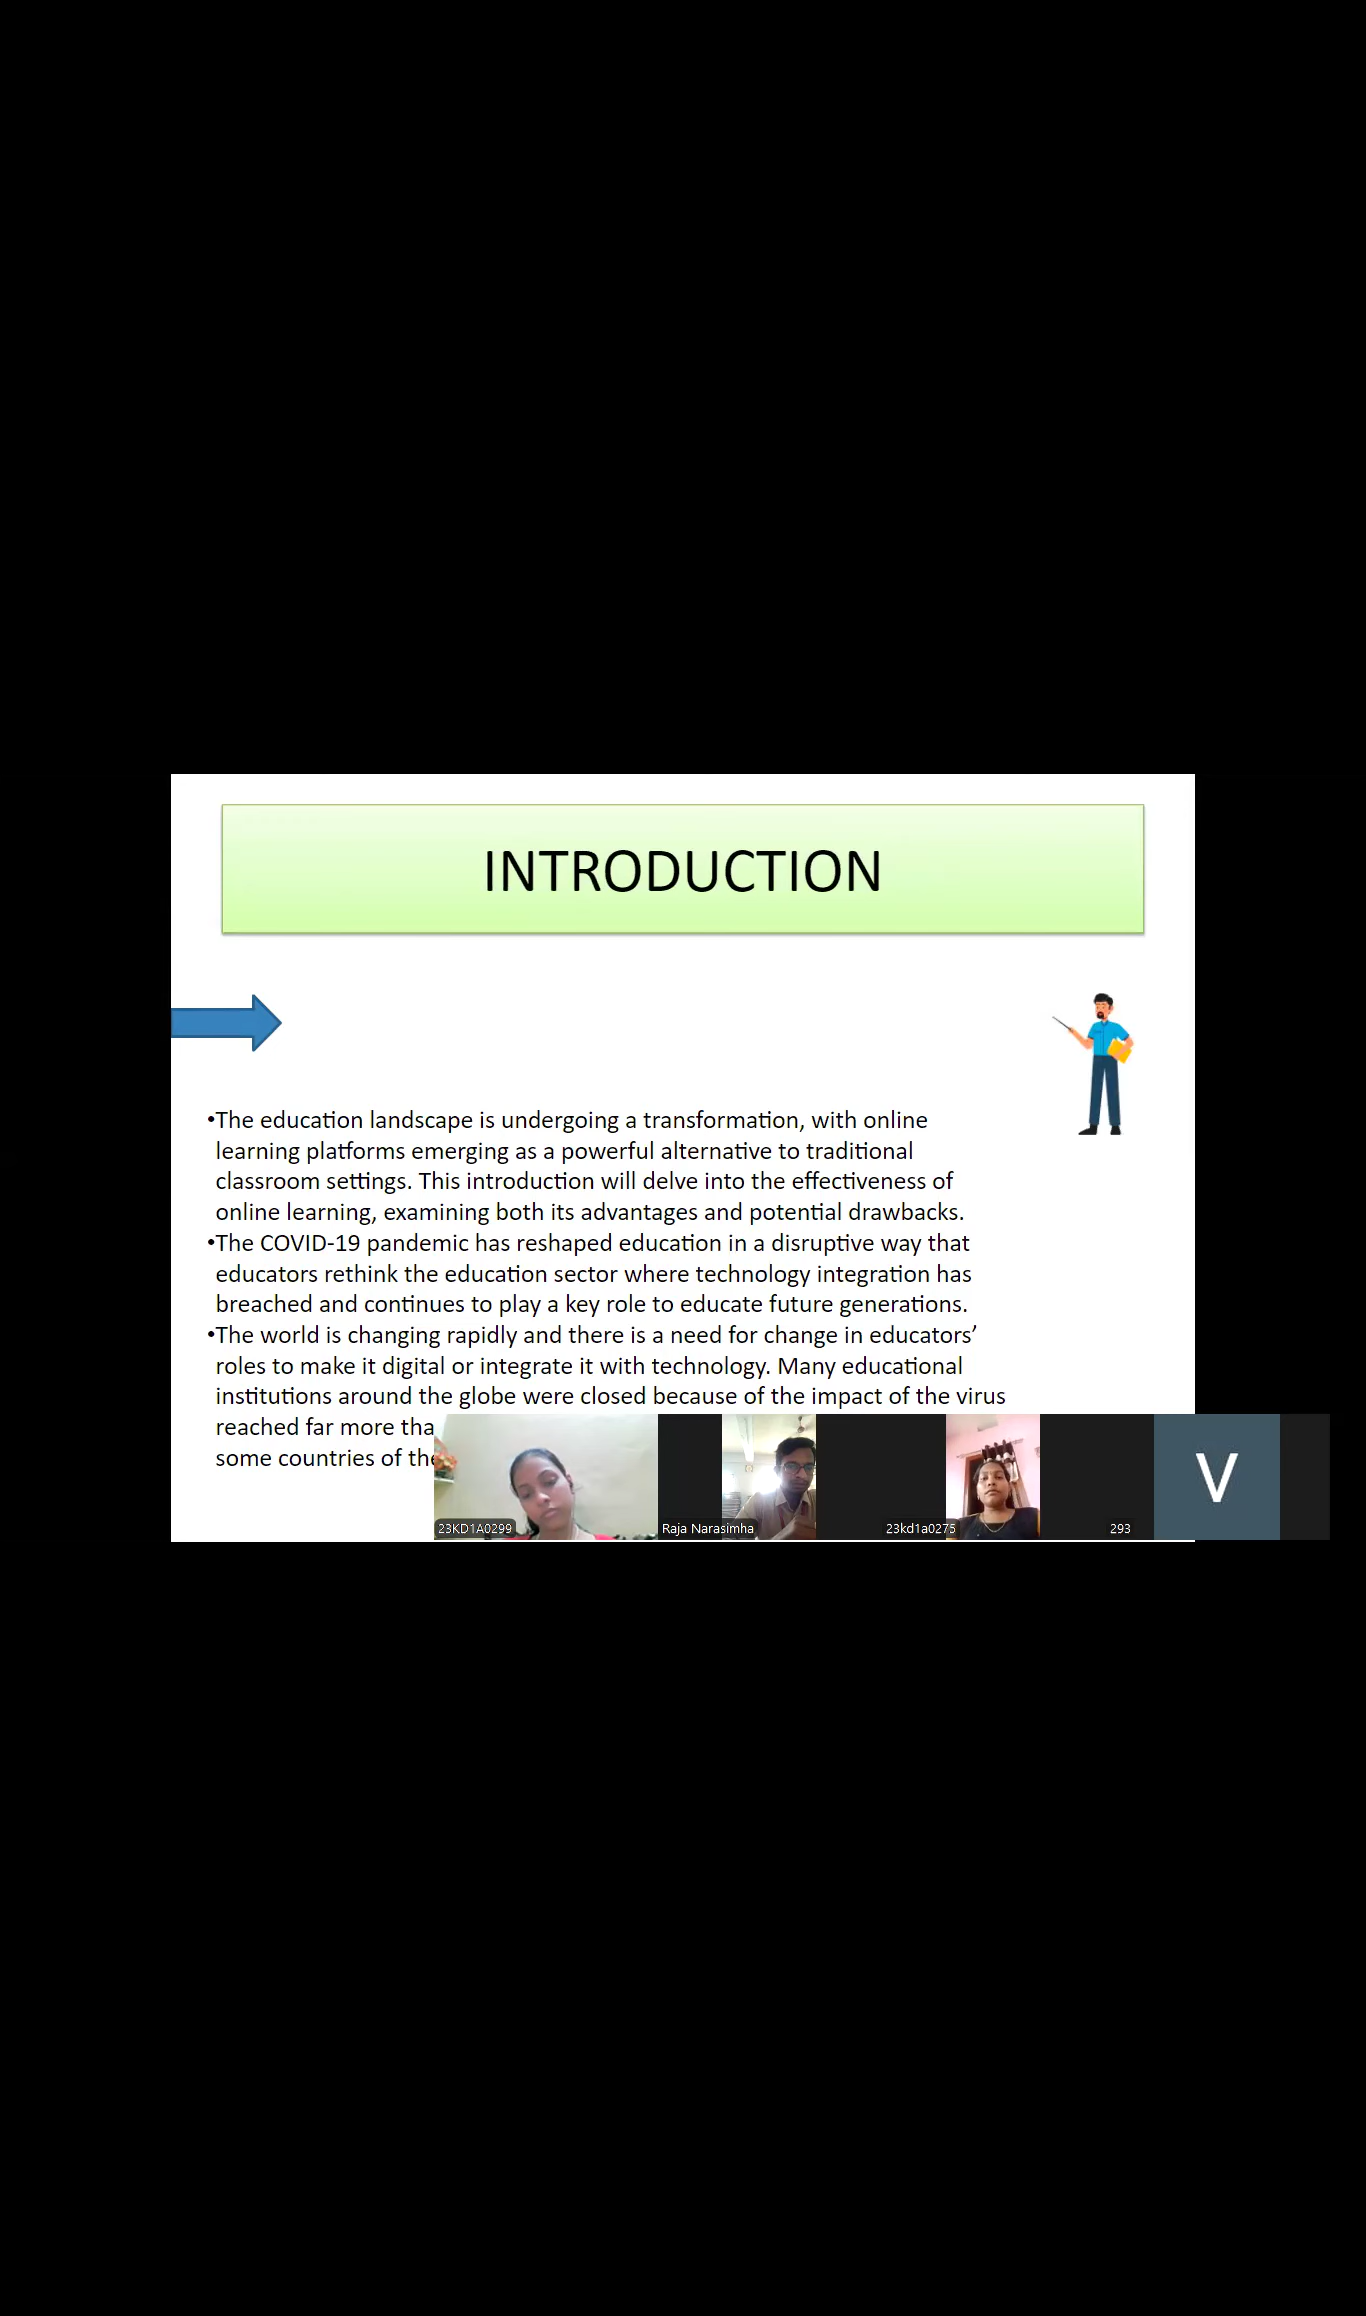 INTRODUCTION
•The education landscape is undergoing a transformation, with online
learning platforms emerging as a powerful alternative to traditional
classroom settings. This introduction will delve into the effectiveness of
online learning, examining both its advantages and potential drawbacks.
•The COVID-19 pandemic has reshaped education in a disruptive way that
educators rethink the education sector where technology integration has
breached and continues to play a key role to educate future generations.
•The world is changing rapidly and there is a need for change in educators’
roles to make it digital or integrate it with technology. Many educational
institutions around the globe were closed because of the impact of the virus
reached far more
some countries of
23KD1A0299
Raja Narasimha
23kd1a0275
293
V